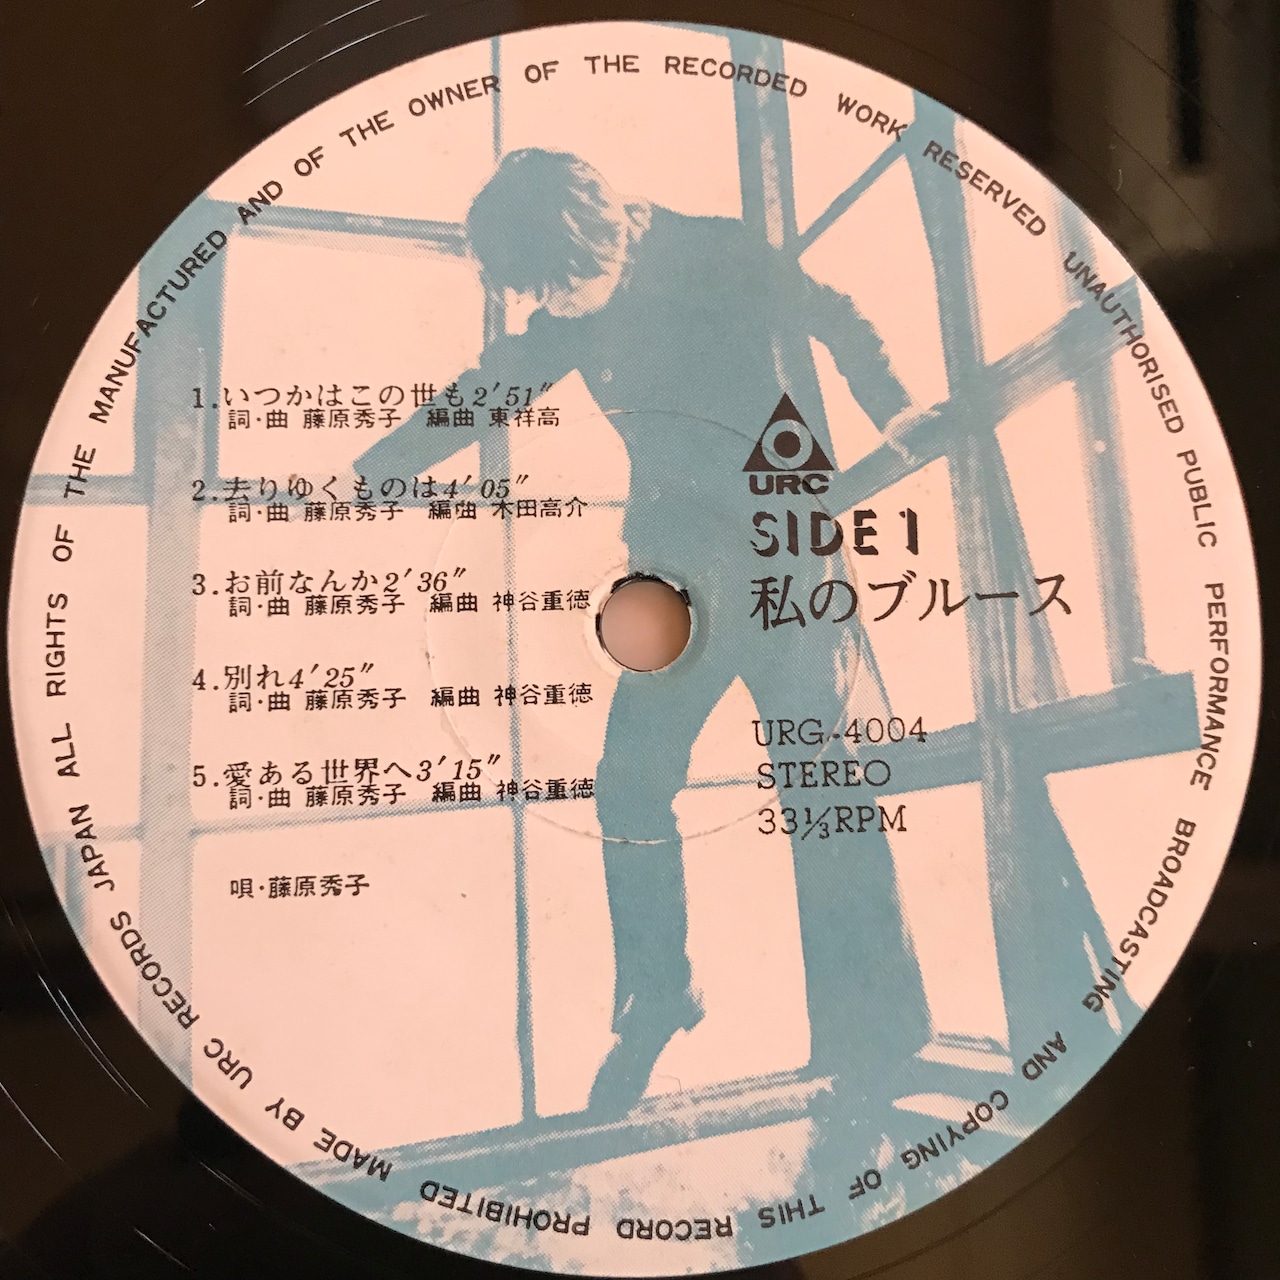 1.いつかはこの世も2′51″
詞・曲 藤原秀子 編曲 東祥高
2.去りゆくものは4′05″
詞・曲 藤原秀子 編曲 木田高介
3.お前なんか2′36″
詞・曲 藤原秀子 編曲 神谷重徳
4.別れ4′25″
詞・曲 藤原秀子 編曲 神谷重徳
5.愛ある世界へ3′15″
詞・曲 藤原秀子 編曲 神谷重徳
唄・藤原秀子
URC
SIDE 1
私のブルース
URG-4004
STEREO
33⅓RPM
MADE BY URC RECORDS JAPAN ALL RIGHTS OF THE MANUFACTURED AND OF THE OWNER OF THE RECORDED WORK RESERVED UNAUTHORISED PUBLIC PERFORMANCE BROADCASTING AND COPYING OF THIS RECORD PROHIBITED